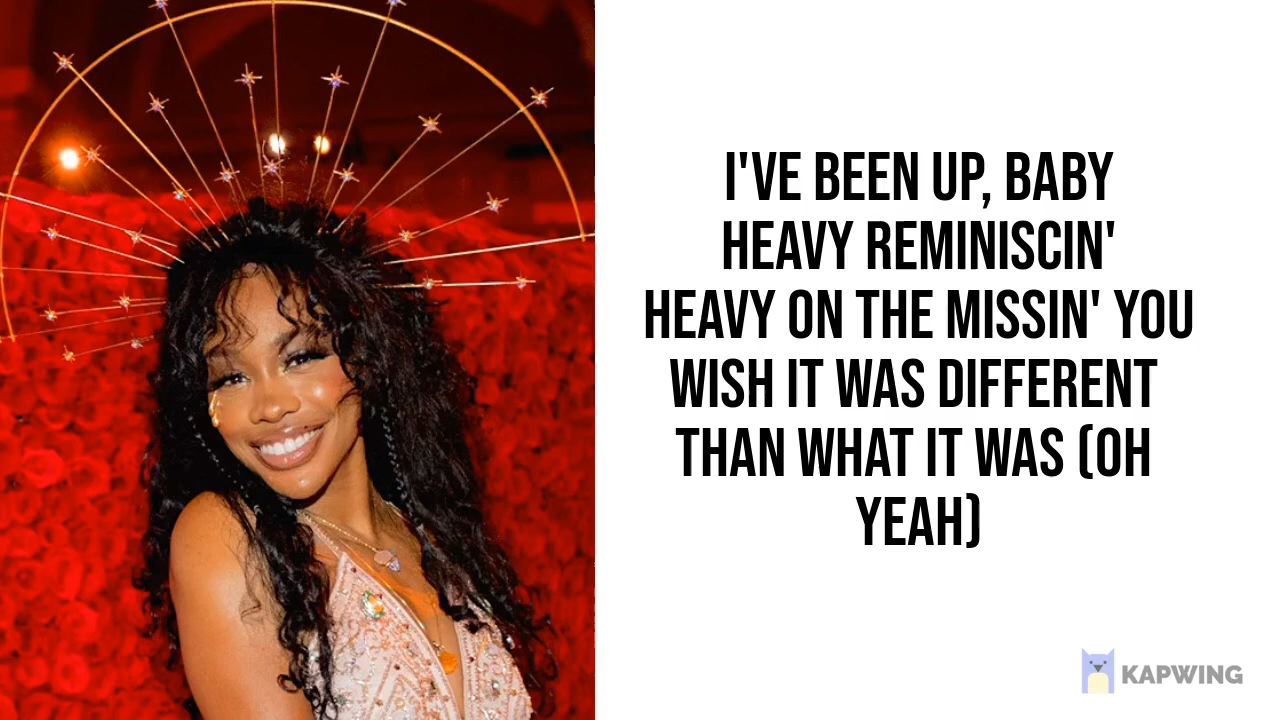 I'VE BEEN UP, BABY
HEAVY REMINISCIN'
HEAVY ON THE MISSIN' YOU
WISH IT WAS DIFFERENT
THAN WHAT IT WAS (OH
YEAH)
KAPWING